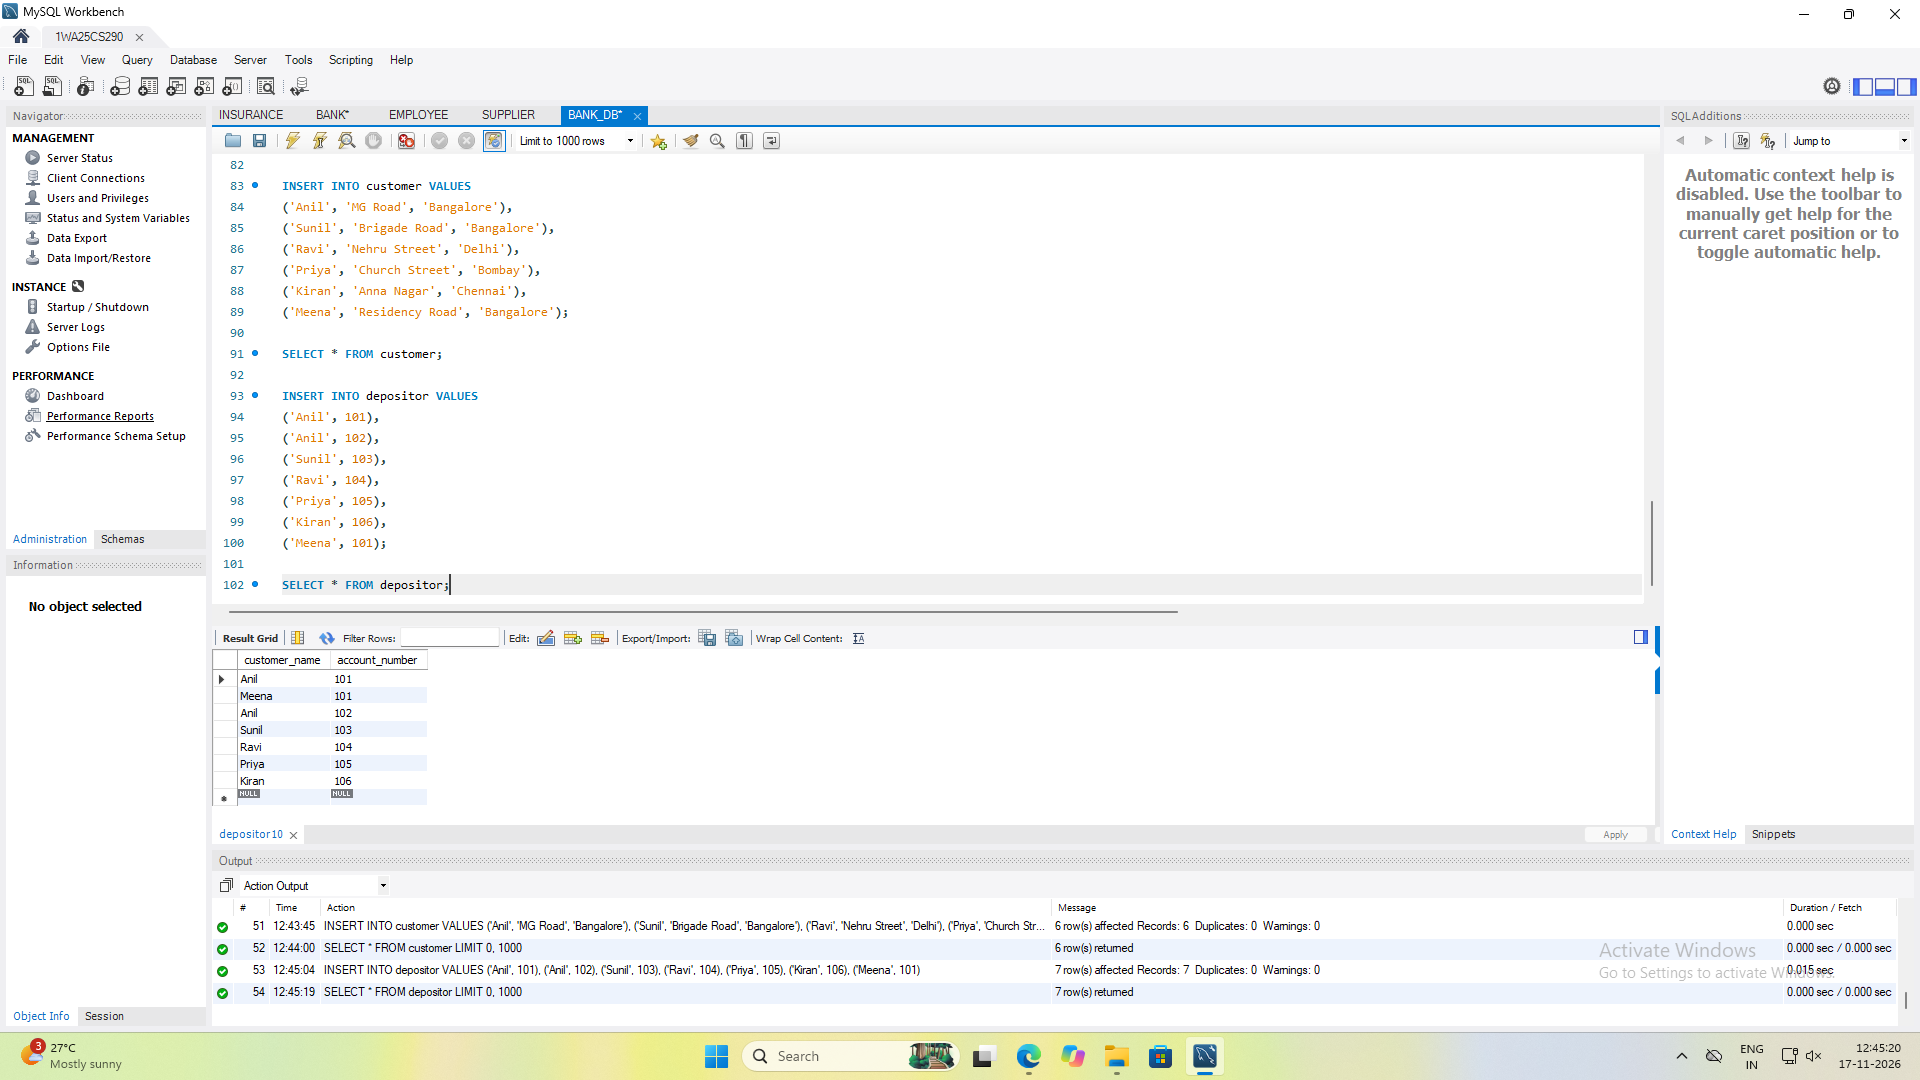 MySQL Workbench
1WA25CS290
File Edit View Query Database Server Tools Scripting Help
Navigator
MANAGEMENT
Server Status
Client Connections
Users and Privileges
Status and System Variables
Data Export
Data Import/Restore
INSTANCE
Startup / Shutdown
Server Logs
Options File
PERFORMANCE
Dashboard
Performance Reports
Performance Schema Setup
Administration Schemas
Information
No object selected
Object Info Session
INSURANCE BANK* EMPLOYEE SUPPLIER BANK_DB*
Limit to 1000 rows
82
83 INSERT INTO customer VALUES
84 ('Anil', 'MG Road', 'Bangalore'),
85 ('Sunil', 'Brigade Road', 'Bangalore'),
86 ('Ravi', 'Nehru Street', 'Delhi'),
87 ('Priya', 'Church Street', 'Bombay'),
88 ('Kiran', 'Anna Nagar', 'Chennai'),
89 ('Meena', 'Residency Road', 'Bangalore');
90
91 SELECT * FROM customer;
92
93 INSERT INTO depositor VALUES
94 ('Anil', 101),
95 ('Anil', 102),
96 ('Sunil', 103),
97 ('Ravi', 104),
98 ('Priya', 105),
99 ('Kiran', 106),
100 ('Meena', 101);
101
102 SELECT * FROM depositor;
Result Grid Filter Rows: Edit: Export/Import: Wrap Cell Content:
customer_name account_number
Anil 101
Meena 101
Anil 102
Sunil 103
Ravi 104
Priya 105
Kiran 106
NULL NULL
depositor10 Apply
SQLAdditions
Jump to
Automatic context help is
disabled. Use the toolbar to
manually get help for the
current caret position or to
toggle automatic help.
Context Help Snippets
Output
Action Output
# Time Action Message Duration / Fetch
51 12:43:45 INSERT INTO customer VALUES ('Anil', 'MG Road', 'Bangalore'), ('Sunil', 'Brigade Road', 'Bangalore'), ('Ravi', 'Nehru Street', 'Delhi'), ('Priya', 'Church Str... 6 row(s) affected Records: 6 Duplicates: 0 Warnings: 0 0.000 sec
52 12:44:00 SELECT * FROM customer LIMIT 0, 1000 6 row(s) returned 0.000 sec / 0.000 sec
53 12:45:04 INSERT INTO depositor VALUES ('Anil', 101), ('Anil', 102), ('Sunil', 103), ('Ravi', 104), ('Priya', 105), ('Kiran', 106), ('Meena', 101) 7 row(s) affected Records: 7 Duplicates: 0 Warnings: 0 0.015 sec
54 12:45:19 SELECT * FROM depositor LIMIT 0, 1000 7 row(s) returned 0.000 sec / 0.000 sec
Activate Windows
Go to Settings to activate Windows.
3
27°C
Mostly sunny
Search
ENG
IN
12:45:20
17-11-2026